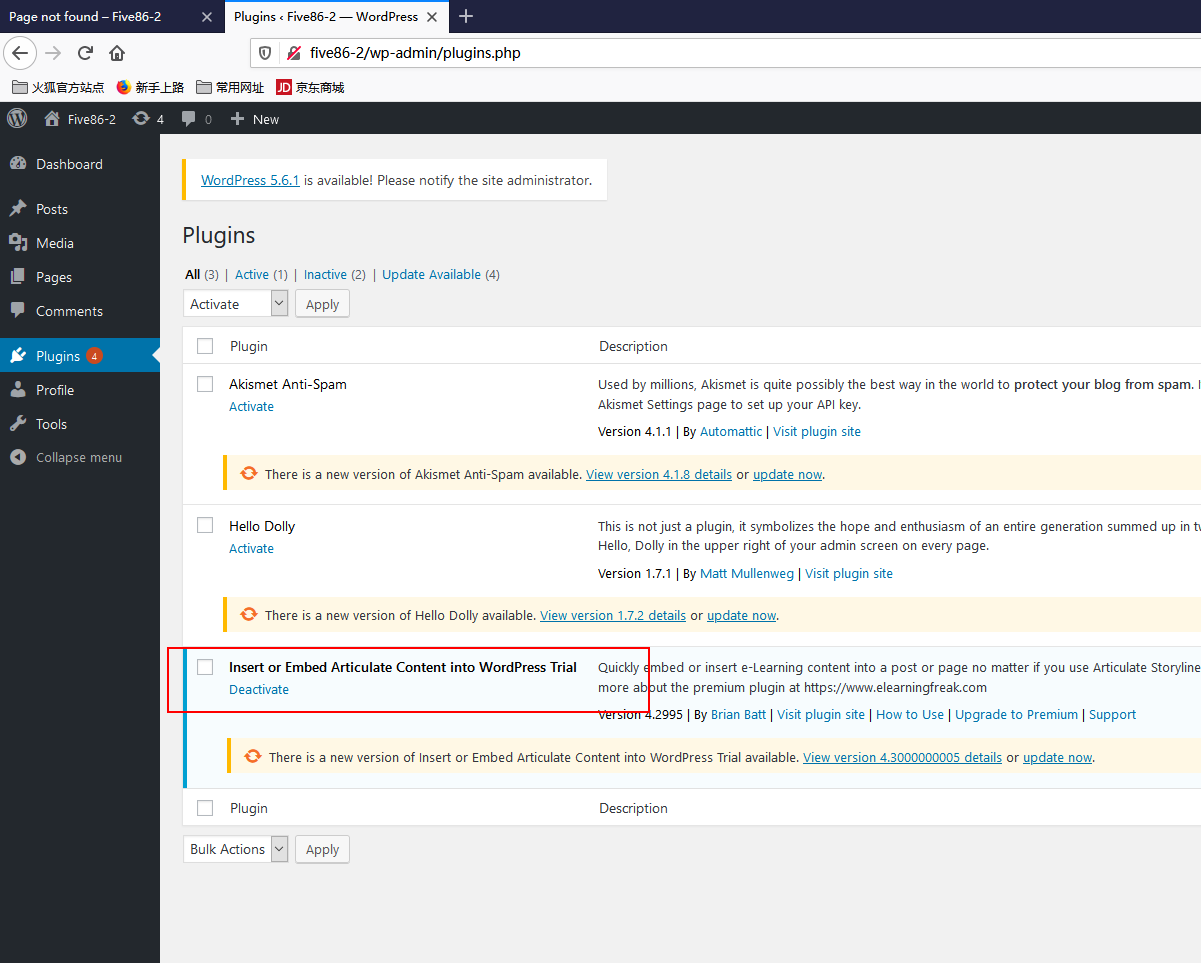 Page not found – Five86-2
Plugins ‹ Five86-2 — WordPress
five86-2/wp-admin/plugins.php
火狐官方站点 新手上路 常用网址 JD 京东商城
Five86-2 4 0 New
Dashboard
Posts
Media
Pages
Comments
Plugins 4
Profile
Tools
Collapse menu
WordPress 5.6.1 is available! Please notify the site administrator.
Plugins
All (3) | Active (1) | Inactive (2) | Update Available (4)
Activate Apply
Plugin Description
Akismet Anti-Spam
Activate
Used by millions, Akismet is quite possibly the best way in the world to protect your blog from spam. I
Akismet Settings page to set up your API key.
Version 4.1.1 | By Automattic | Visit plugin site
There is a new version of Akismet Anti-Spam available. View version 4.1.8 details or update now.
Hello Dolly
Activate
This is not just a plugin, it symbolizes the hope and enthusiasm of an entire generation summed up in tw
Hello, Dolly in the upper right of your admin screen on every page.
Version 1.7.1 | By Matt Mullenweg | Visit plugin site
There is a new version of Hello Dolly available. View version 1.7.2 details or update now.
Insert or Embed Articulate Content into WordPress Trial
Deactivate
Quickly embed or insert e-Learning content into a post or page no matter if you use Articulate Storyline
more about the premium plugin at https://www.elearningfreak.com
Version 4.2995 | By Brian Batt | Visit plugin site | How to Use | Upgrade to Premium | Support
There is a new version of Insert or Embed Articulate Content into WordPress Trial available. View version 4.3000000005 details or update now.
Plugin Description
Bulk Actions Apply